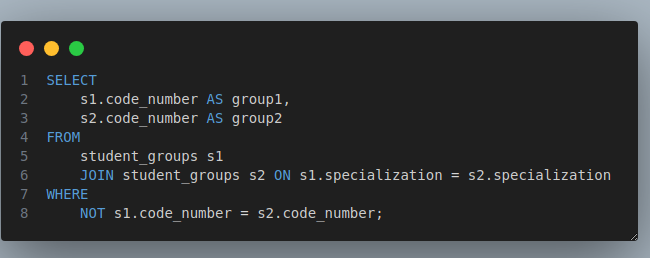 1 SELECT
2     s1.code_number AS group1,
3     s2.code_number AS group2
4 FROM
5     student_groups s1
6     JOIN student_groups s2 ON s1.specialization = s2.specialization
7 WHERE
8     NOT s1.code_number = s2.code_number;